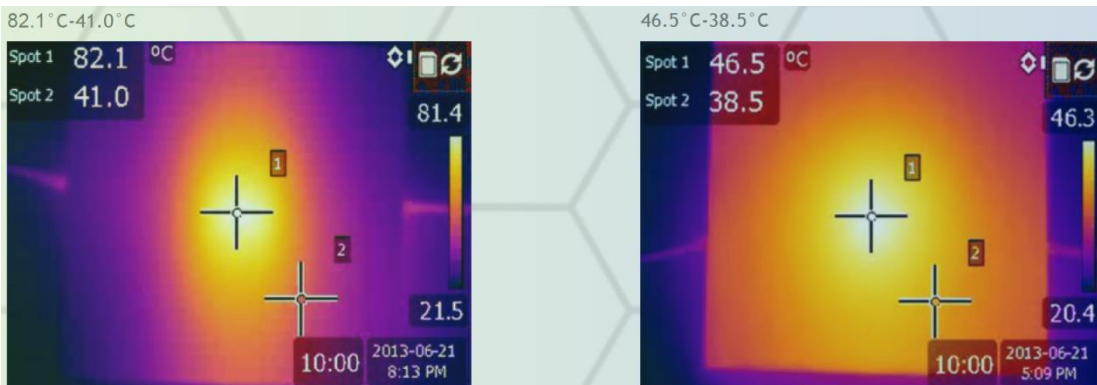 82.1°C-41.0°C
Spot 1 82.1 °C
Spot 2 41.0
81.4
1
2
21.5
10:00
2013-06-21
8:13 PM
46.5°C-38.5°C
Spot 1 46.5 °C
Spot 2 38.5
46.3
1
2
20.4
10:00
2013-06-21
5:09 PM